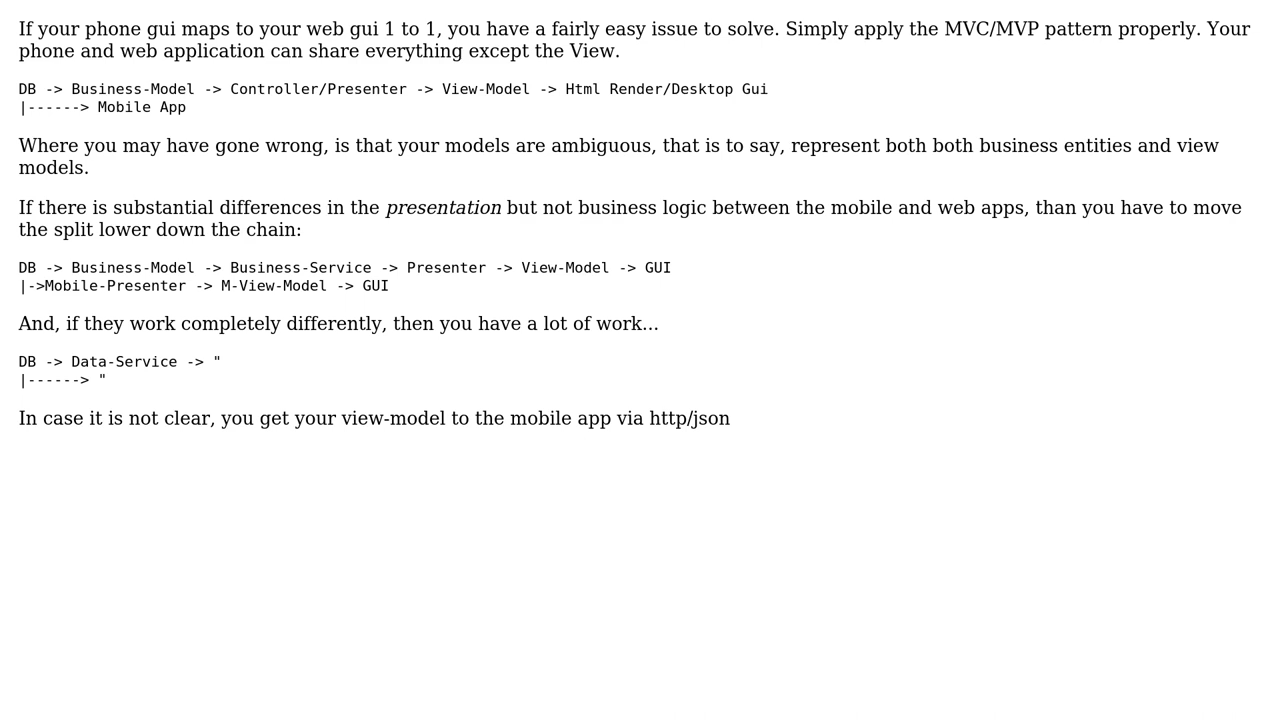 If your phone gui maps to your web gui 1 to 1, you have a fairly easy issue to solve. Simply apply the MVC/MVP pattern properly. Your
phone and web application can share everything except the View.
DB -> Business-Model -> Controller/Presenter -> View-Model -> Html Render/Desktop Gui
|------> Mobile App
Where you may have gone wrong, is that your models are ambiguous, that is to say, represent both both business entities and view
models.
If there is substantial differences in the presentation but not business logic between the mobile and web apps, than you have to move
the split lower down the chain:
DB -> Business-Model -> Business-Service -> Presenter -> View-Model -> GUI
|->Mobile-Presenter -> M-View-Model -> GUI
And, if they work completely differently, then you have a lot of work...
DB -> Data-Service -> "
|------> "
In case it is not clear, you get your view-model to the mobile app via http/json